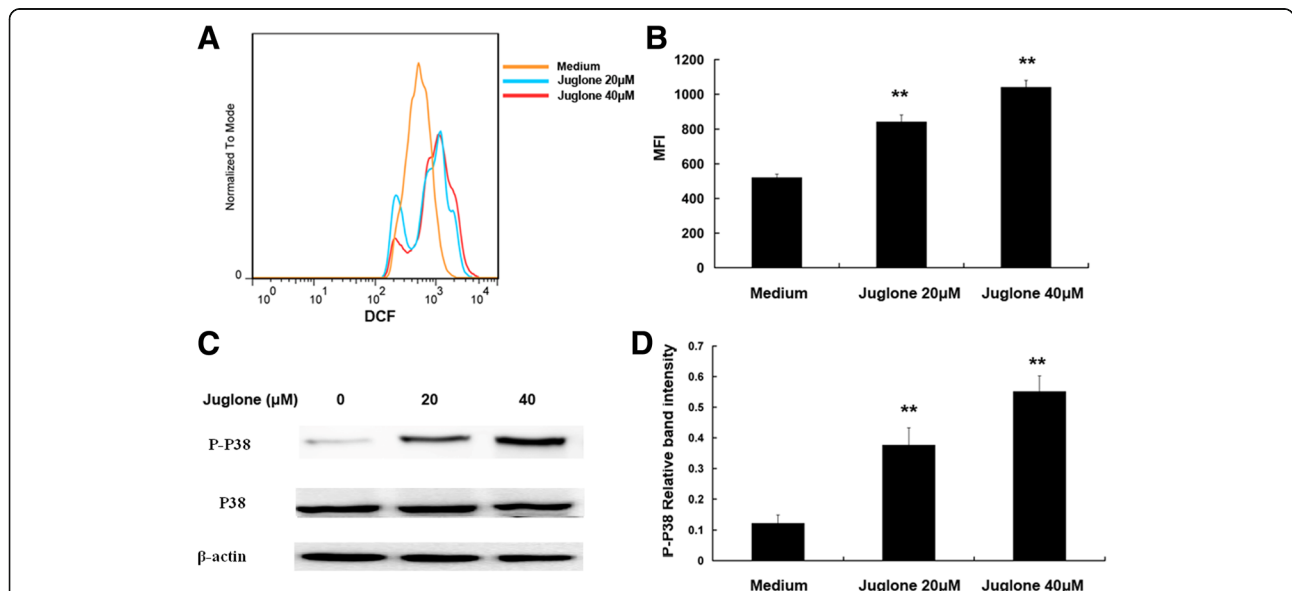 A
Normalized To Mode
0
10^0 10^1 10^2 10^3 10^4
DCF
Medium
Juglone 20µM
Juglone 40µM
B
MFI
1200
1000
800
600
400
200
0
**
**
Medium Juglone 20µM Juglone 40µM
C
Juglone (µM) 0 20 40
P-P38
P38
β-actin
D
P-P38 Relative band intensity
0.7
0.6
0.5
0.4
0.3
0.2
0.1
0
**
**
Medium Juglone 20µM Juglone 40µM